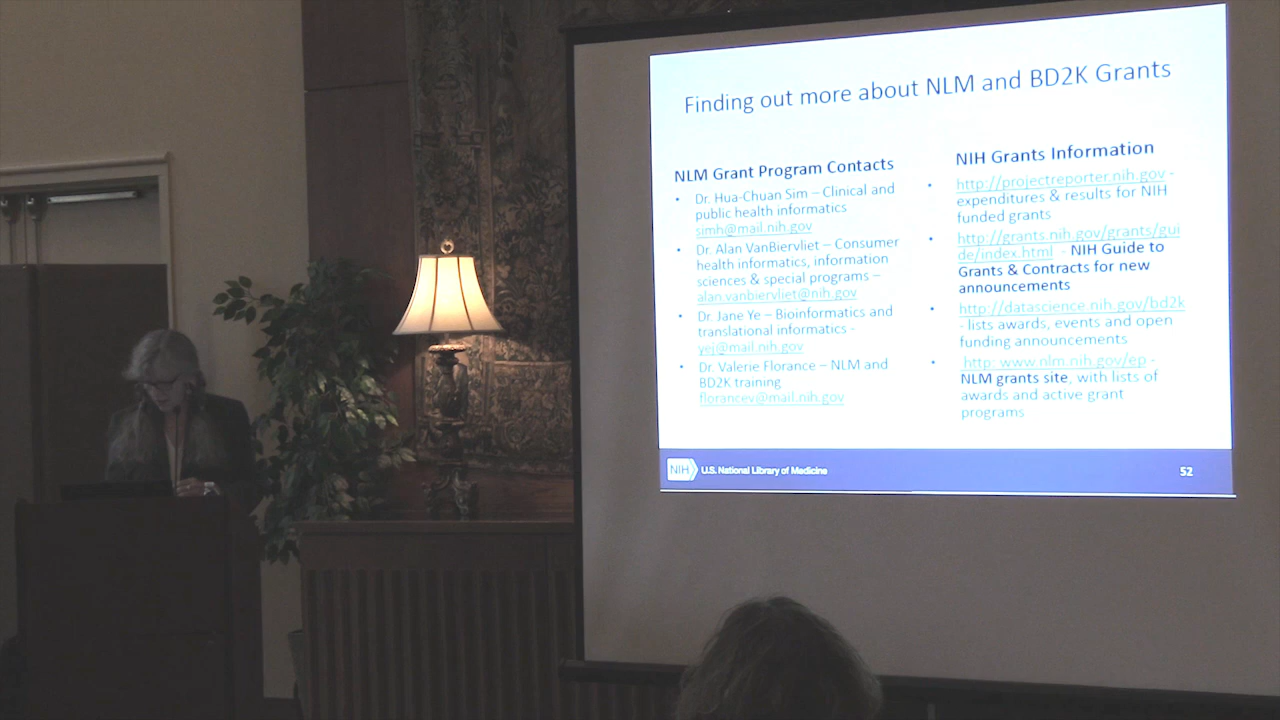 Finding out more about NLM and BD2K Grants
NLM Grant Program Contacts
• Dr. Hua-Chuan Sim – Clinical and
public health informatics
simh@mail.nih.gov
• Dr. Alan VanBiervliet – Consumer
health informatics, information
sciences & special programs –
alan.vanbiervliet@nih.gov
• Dr. Jane Ye – Bioinformatics and
translational informatics -
yej@mail.nih.gov
• Dr. Valerie Florance – NLM and
BD2K training
florancev@mail.nih.gov
NIH Grants Information
• http://projectreporter.nih.gov -
expenditures & results for NIH
funded grants
• http://grants.nih.gov/grants/gui
de/index.html - NIH Guide to
Grants & Contracts for new
announcements
• http://datascience.nih.gov/bd2k
- lists awards, events and open
funding announcements
• http: www.nlm.nih.gov/ep -
NLM grants site, with lists of
awards and active grant
programs
NIH U.S. National Library of Medicine
52